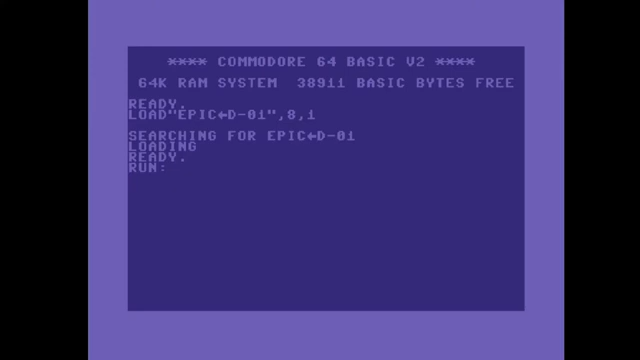 **** COMMODORE 64 BASIC V2 ****
64K RAM SYSTEM 38911 BASIC BYTES FREE
READY.
LOAD"EPIC←D-01",8,1
SEARCHING FOR EPIC←D-01
LOADING
READY.
RUN: